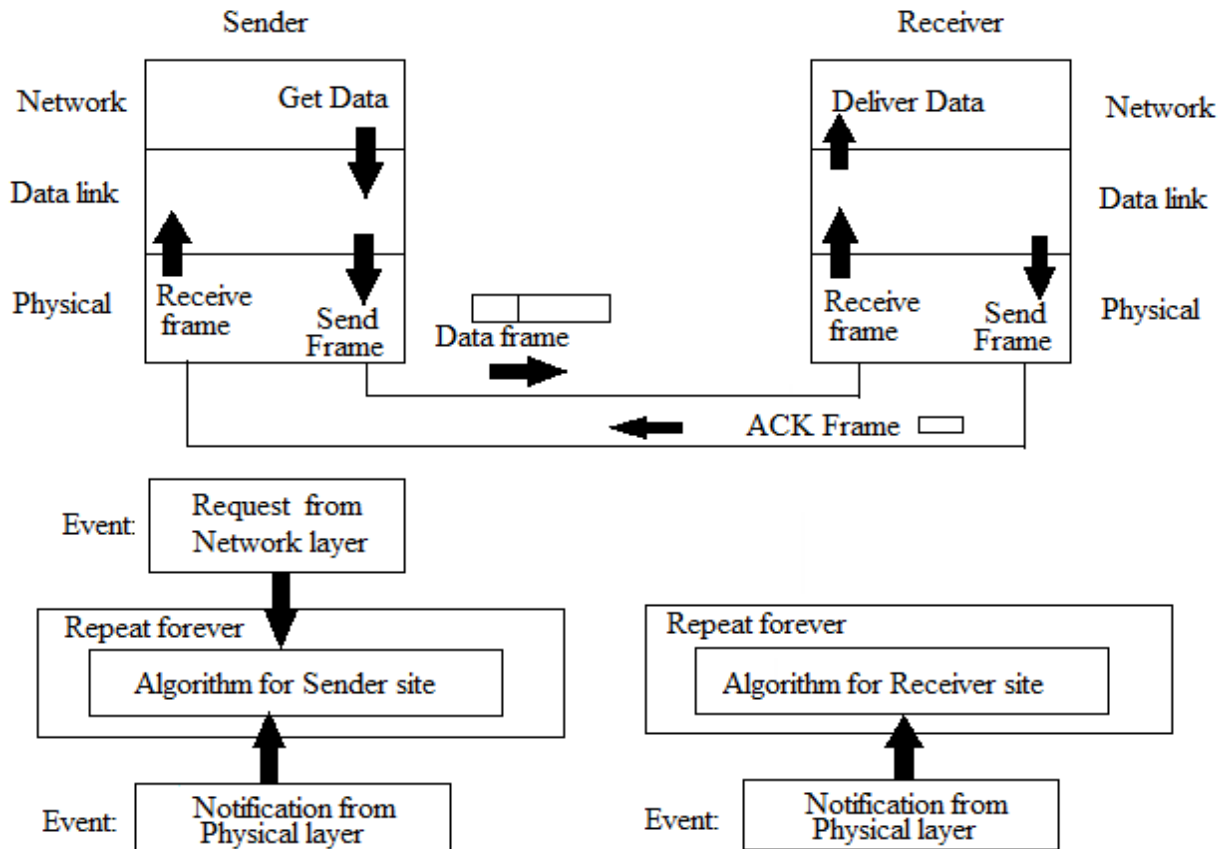 Sender
Receiver
Network
Get Data
Deliver Data
Network
Data link
Data link
Physical
Receive
frame
Send
Frame
Data frame
Receive
frame
Send
Frame
Physical
ACK Frame
Event:
Request from
Network layer
Repeat forever
Algorithm for Sender site
Repeat forever
Algorithm for Receiver site
Event:
Notification from
Physical layer
Event:
Notification from
Physical layer